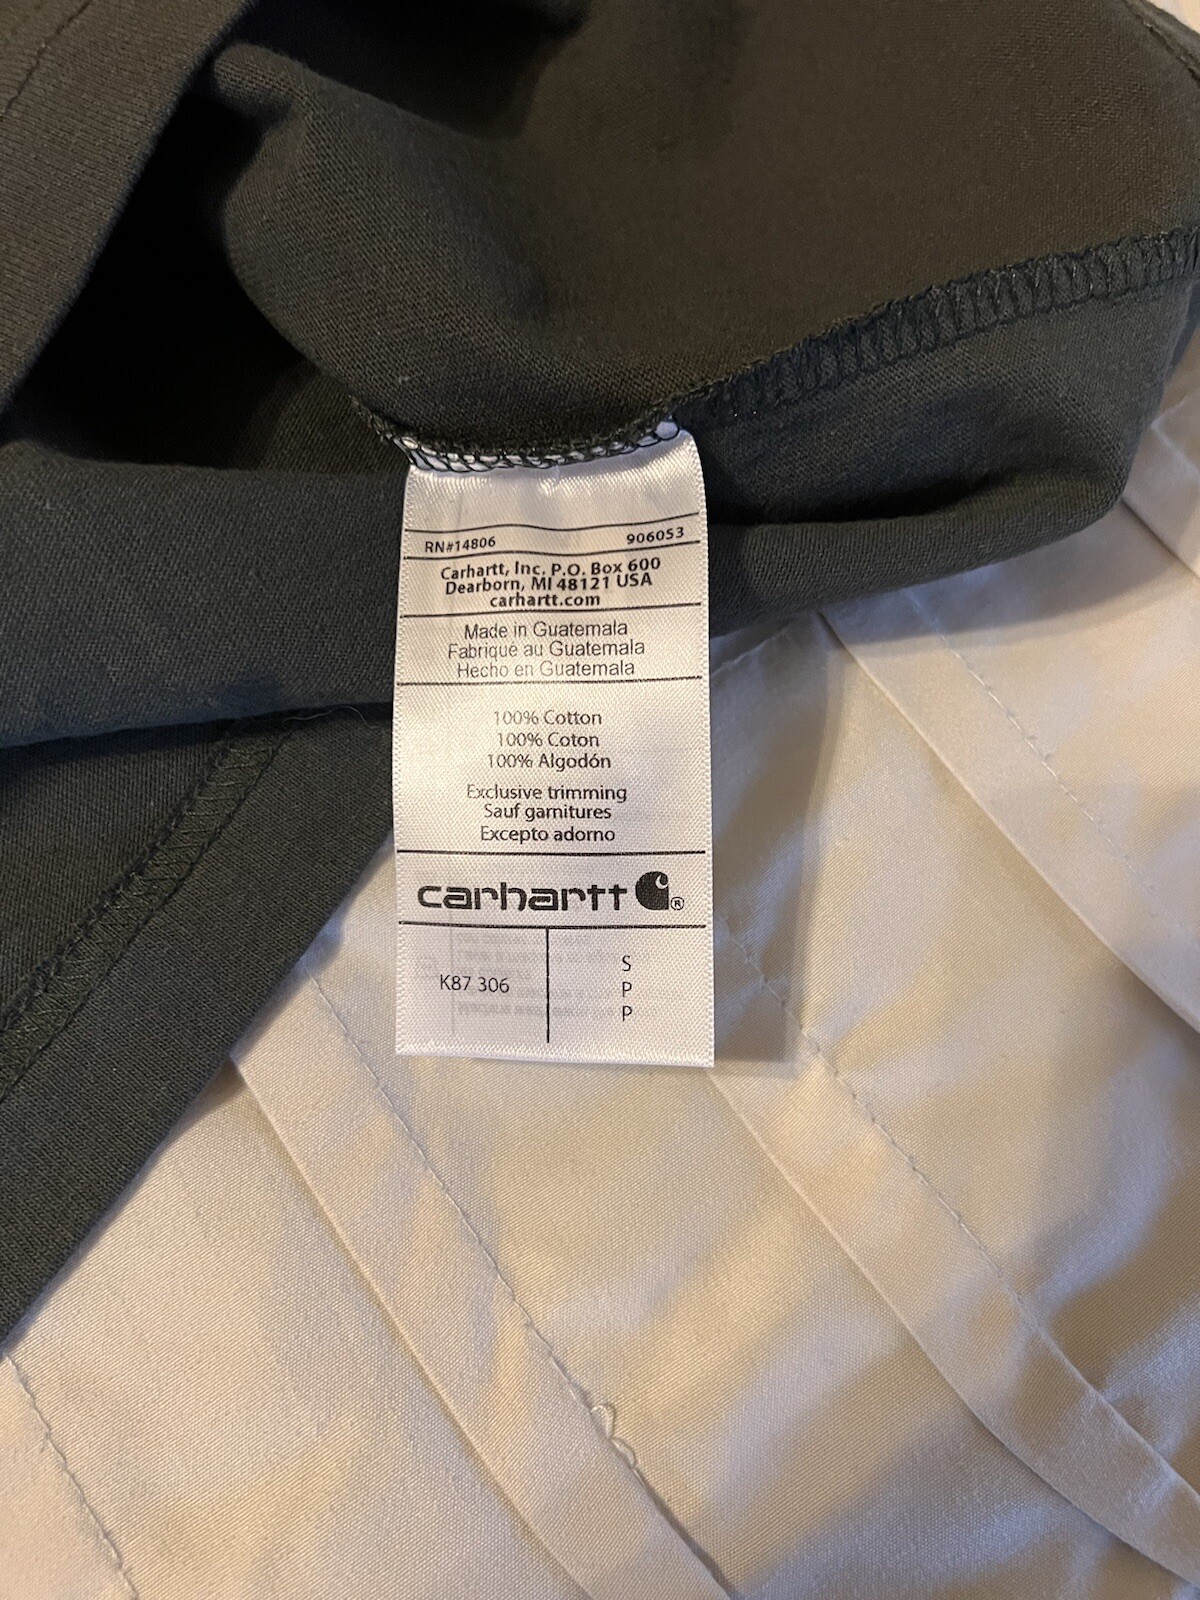 RN#14806 906053
Carhartt, Inc. P.O. Box 600
Dearborn, MI 48121 USA
carhartt.com
Made in Guatemala
Fabriqué au Guatemala
Hecho en Guatemala
100% Cotton
100% Coton
100% Algodón
Exclusive trimming
Sauf garnitures
Excepto adorno
carhartt ®
K87 306
S
P
P